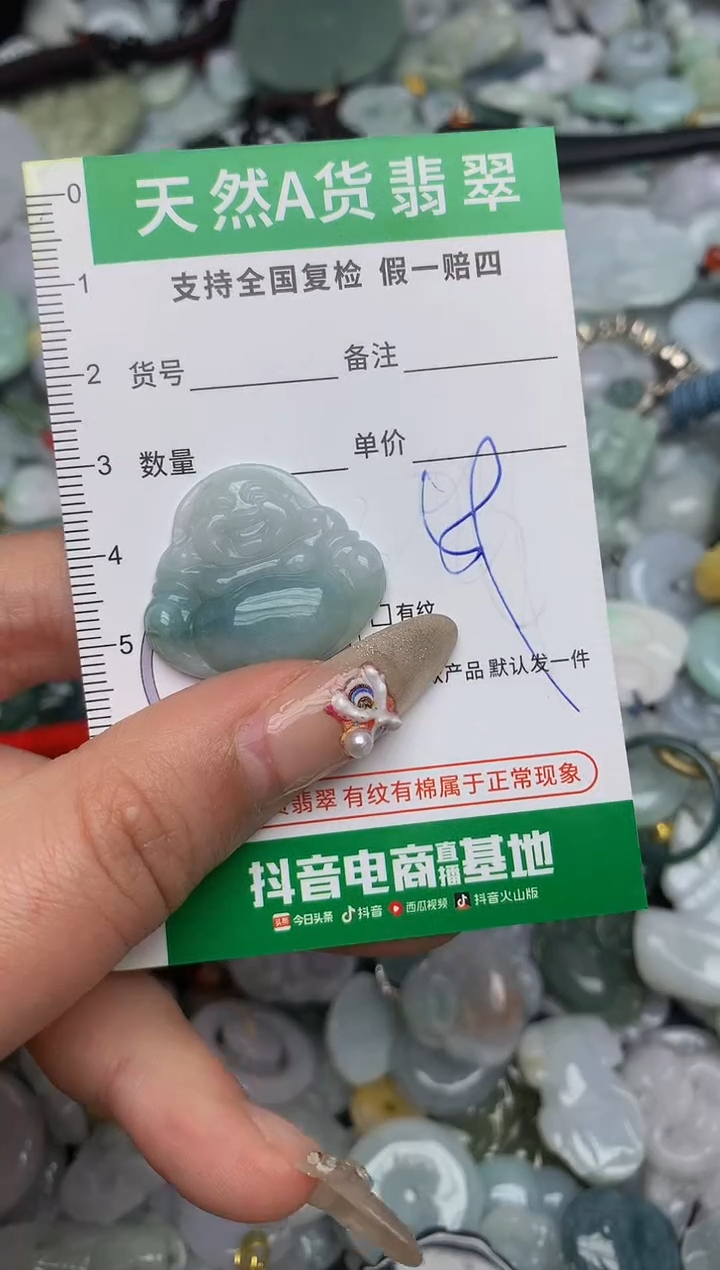 天然A货翡翠
支持全国复检 假一赔四
0
1
2
3
4
5
货号 备注
数量 单价
有纹
产品 默认发一件
翡翠 有纹有棉属于正常现象
抖音电商直播基地
头条 今日头条 抖音 西瓜视频 抖音火山版